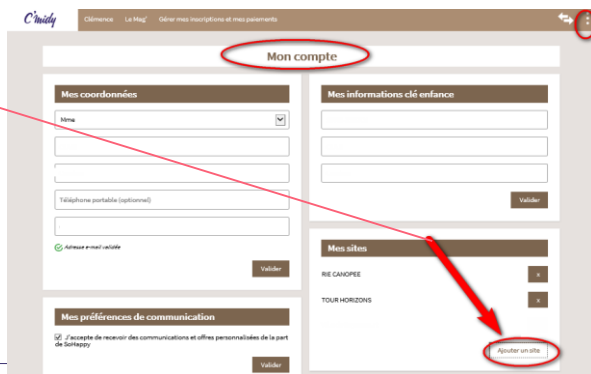 C'midy
Clémence Le Meg' Gérer mes inscriptions et mes paiements
Mon compte
Mes coordonnées
Mme
Téléphone portable (optionnel)
Adresse e-mail validée
Valider
Mes préférences de communication
J'accepte de recevoir des communications et offres personnalisées de la part
de SoHappy
Valider
Mes informations clé enfance
Valider
Mes sites
RIE CANOPEE x
TOUR HORIZONS x
Ajouter un site